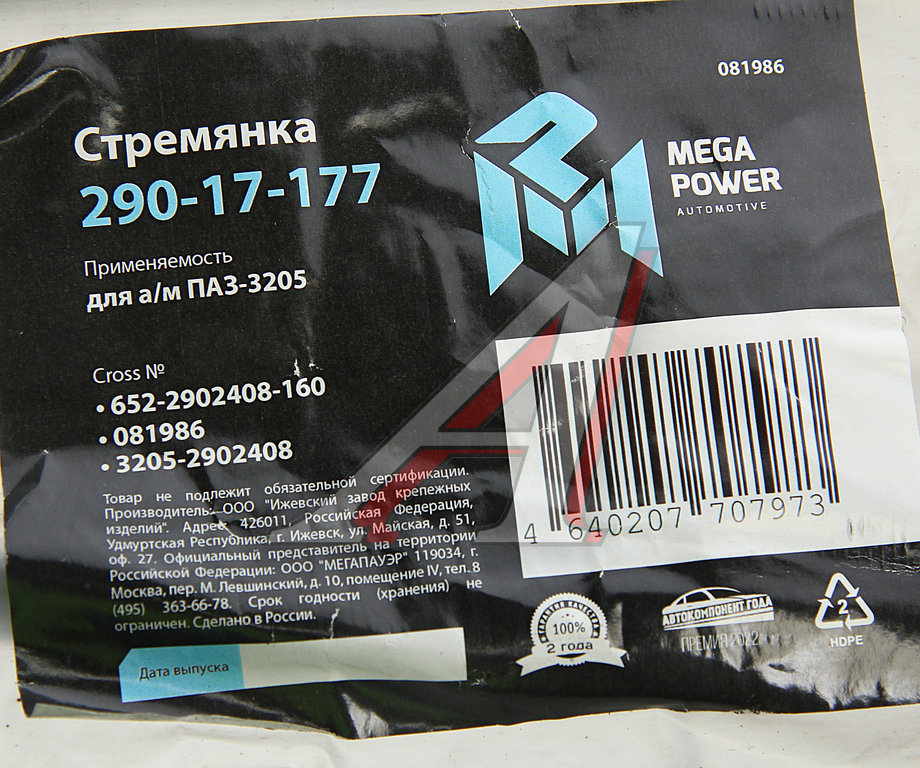 081986
Стремянка
290-17-177
MEGA
POWER
AUTOMOTIVE
Применяемость
для а/м ПАЗ-3205
Cross №
• 652-2902408-160
• 081986
• 3205-2902408
Товар не подлежит обязательной сертификации.
Производитель: ООО "Ижевский завод крепежных
изделий". Адрес 426011, Российская Федерация,
Удмуртская Республика, г. Ижевск, ул. Майская, д. 51,
оф. 27. Официальный представитель на территории
Российской Федерации: ООО "МЕГАПАУЭР" 119034, г.
Москва, пер. М. Левшинский, д. 10, помещение IV, тел. 8
(495) 363-66-78. Срок годности (хранения) не
ограничен. Сделано в России.
Дата выпуска
4 640207 707973
ГАРАНТИЯ КАЧЕСТВА
100%
2 года
АВТОКОМПОНЕНТ ГОДА
ПРЕМИЯ 2022
2
HDPE